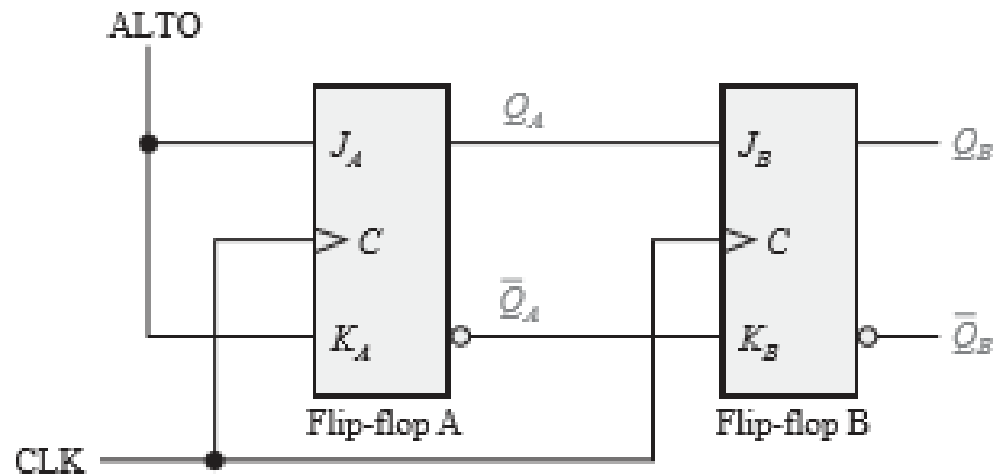 ALTO
J_A
C
K_A
Flip-flop A
Q_A
Q̅_A
J_B
C
K_B
Flip-flop B
Q_B
Q̅_B
CLK